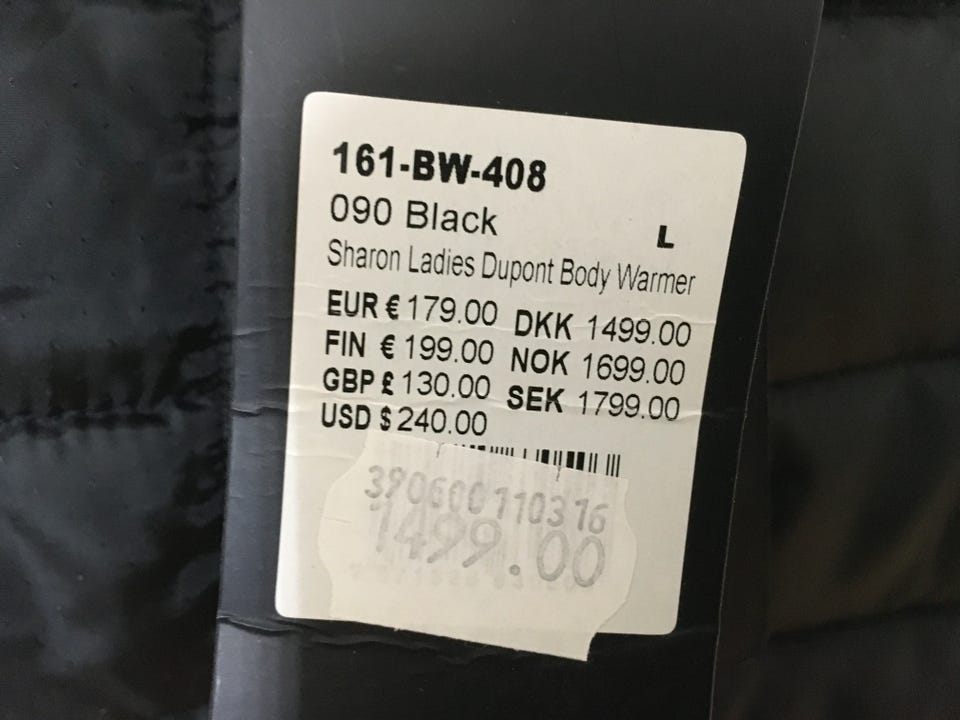 161-BW-408
090 Black
L
Sharon Ladies Dupont Body Warmer
EUR € 179.00 DKK 1499.00
FIN € 199.00 NOK 1699.00
GBP £ 130.00 SEK 1799.00
USD $ 240.00
390600110316
1499.00